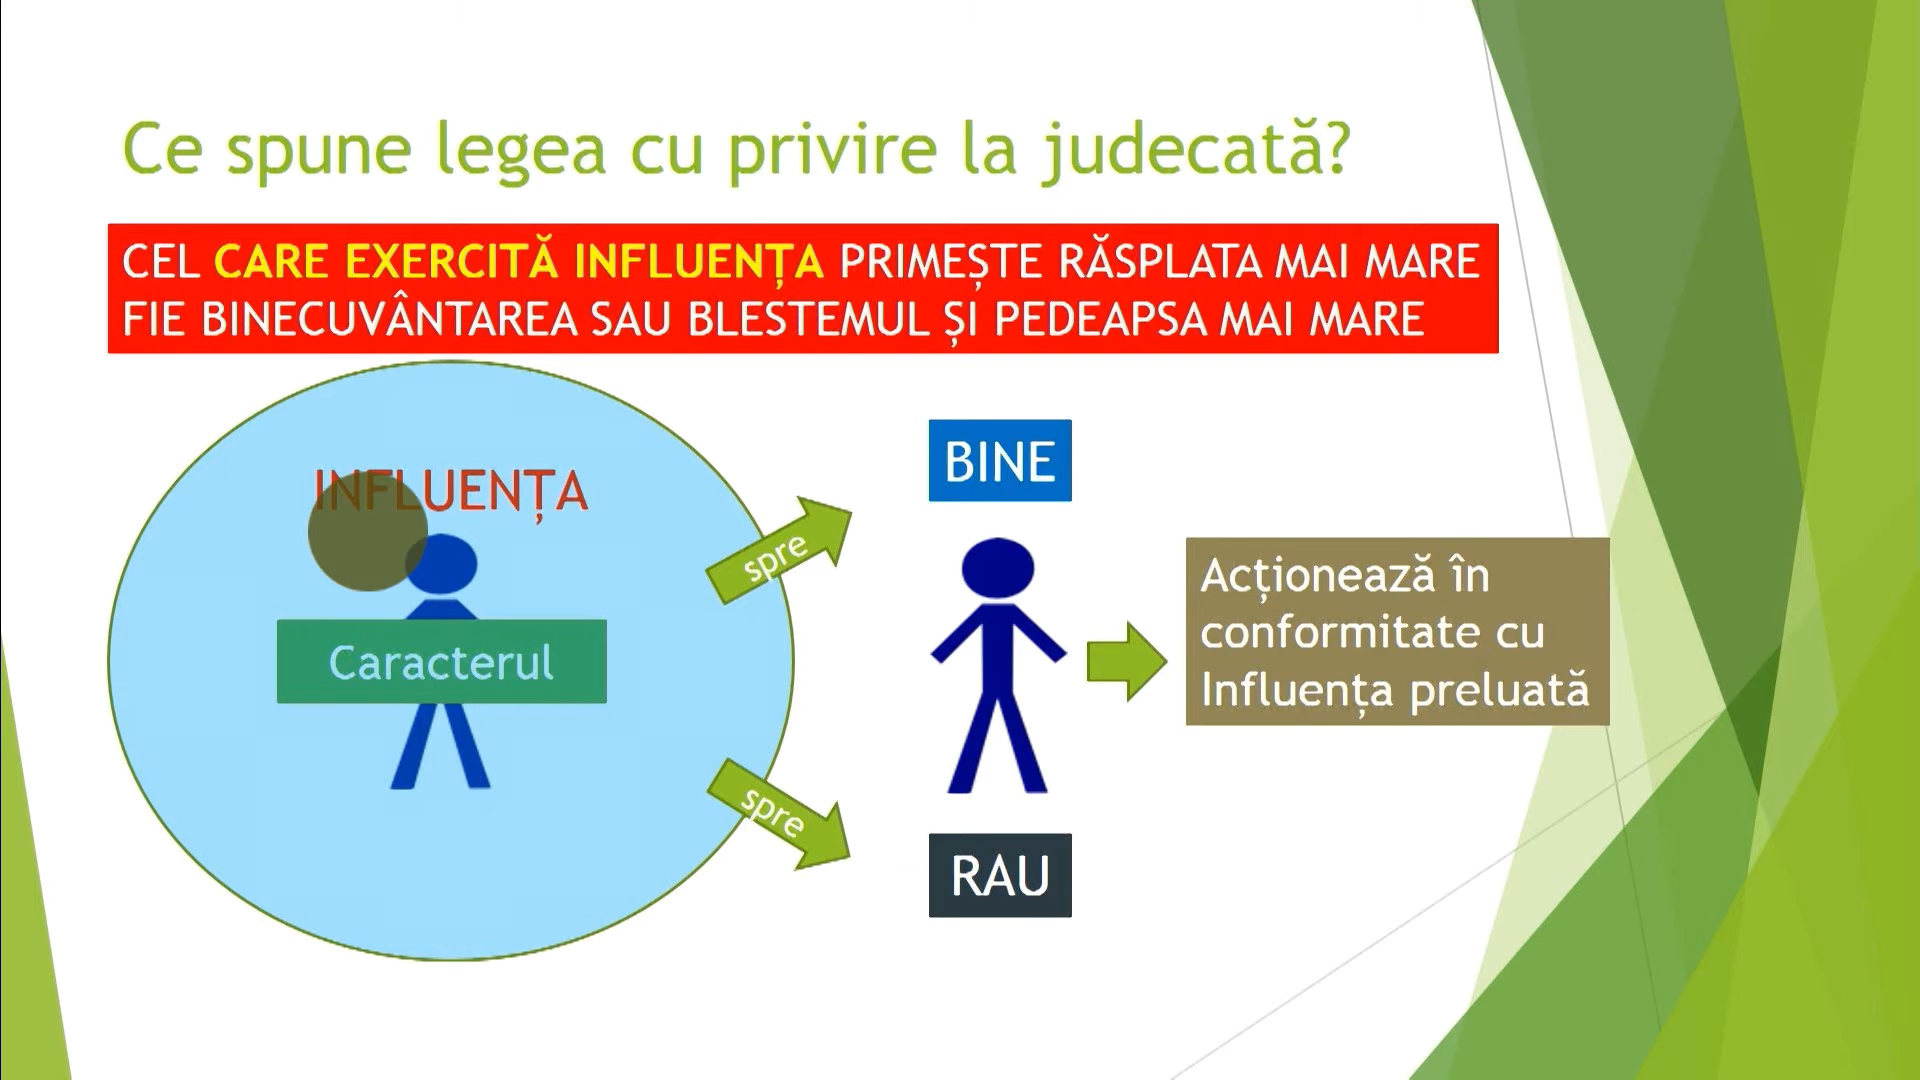 Ce spune legea cu privire la judecată?
CEL CARE EXERCITĂ INFLUENȚA PRIMEȘTE RĂSPLATA MAI MARE
FIE BINECUVÂNTAREA SAU BLESTEMUL ȘI PEDEAPSA MAI MARE
INFLUENȚA
Caracterul
spre
spre
BINE
RAU
Acționează în
conformitate cu
Influența preluată